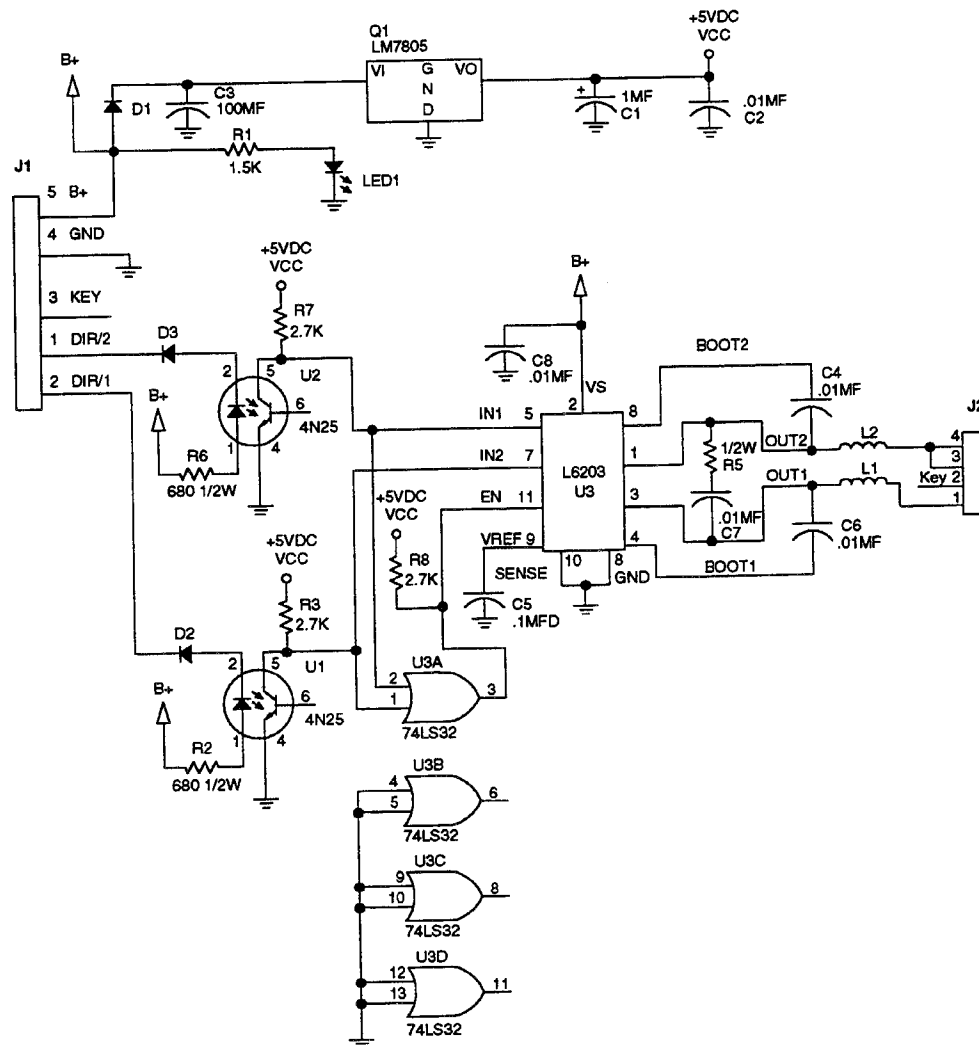 +5VDC
VCC
Q1
LM7805
B+
VI
G
N
D
VO
D1
C3
100MF
+
1MF
C1
.01MF
C2
R1
1.5K
LED1
J1
5 B+
4 GND
3 KEY
1 DIR/2
2 DIR/1
+5VDC
VCC
R7
2.7K
D3
2
5
U2
6
4N25
1
4
B+
R6
680 1/2W
B+
C8
.01MF
VS
2
BOOT2
8
C4
.01MF
IN1
5
IN2
7
EN
11
VREF 9
L6203
U3
1
3
4
1/2W
R5
OUT2
L2
OUT1
L1
.01MF
C7
C6
.01MF
BOOT1
J2
4
3
Key 2
1
SENSE
10
8
GND
C5
.1MFD
+5VDC
VCC
R8
2.7K
+5VDC
VCC
R3
2.7K
D2
2
5
U1
6
4N25
1
4
B+
R2
680 1/2W
U3A
2
1
3
74LS32
U3B
4
5
6
74LS32
U3C
9
10
8
74LS32
U3D
12
13
11
74LS32